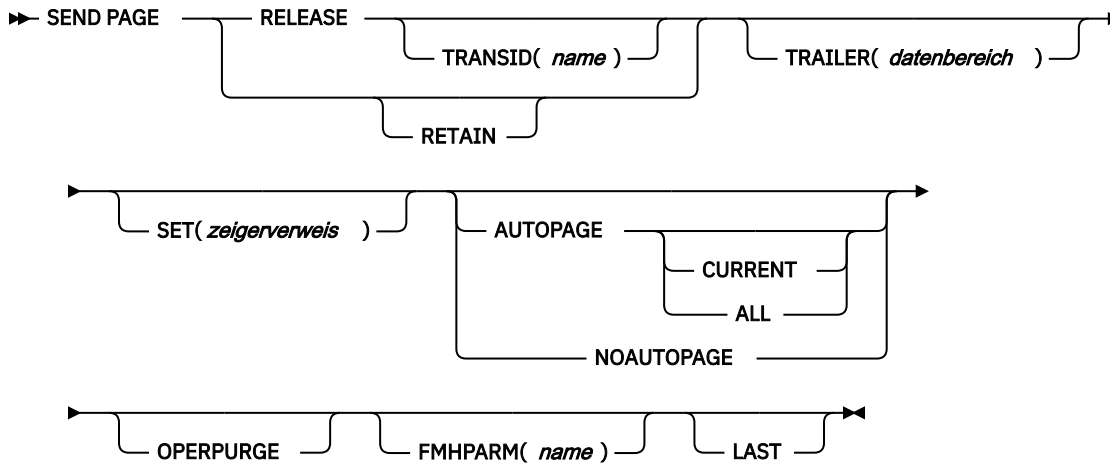 SEND PAGE RELEASE
TRANSID( name ) TRAILER( datenbereich )
RETAIN
SET( zeigerverweis ) AUTOPAGE
CURRENT
ALL
NOAUTOPAGE
OPERPURGE FMHPARM( name ) LAST